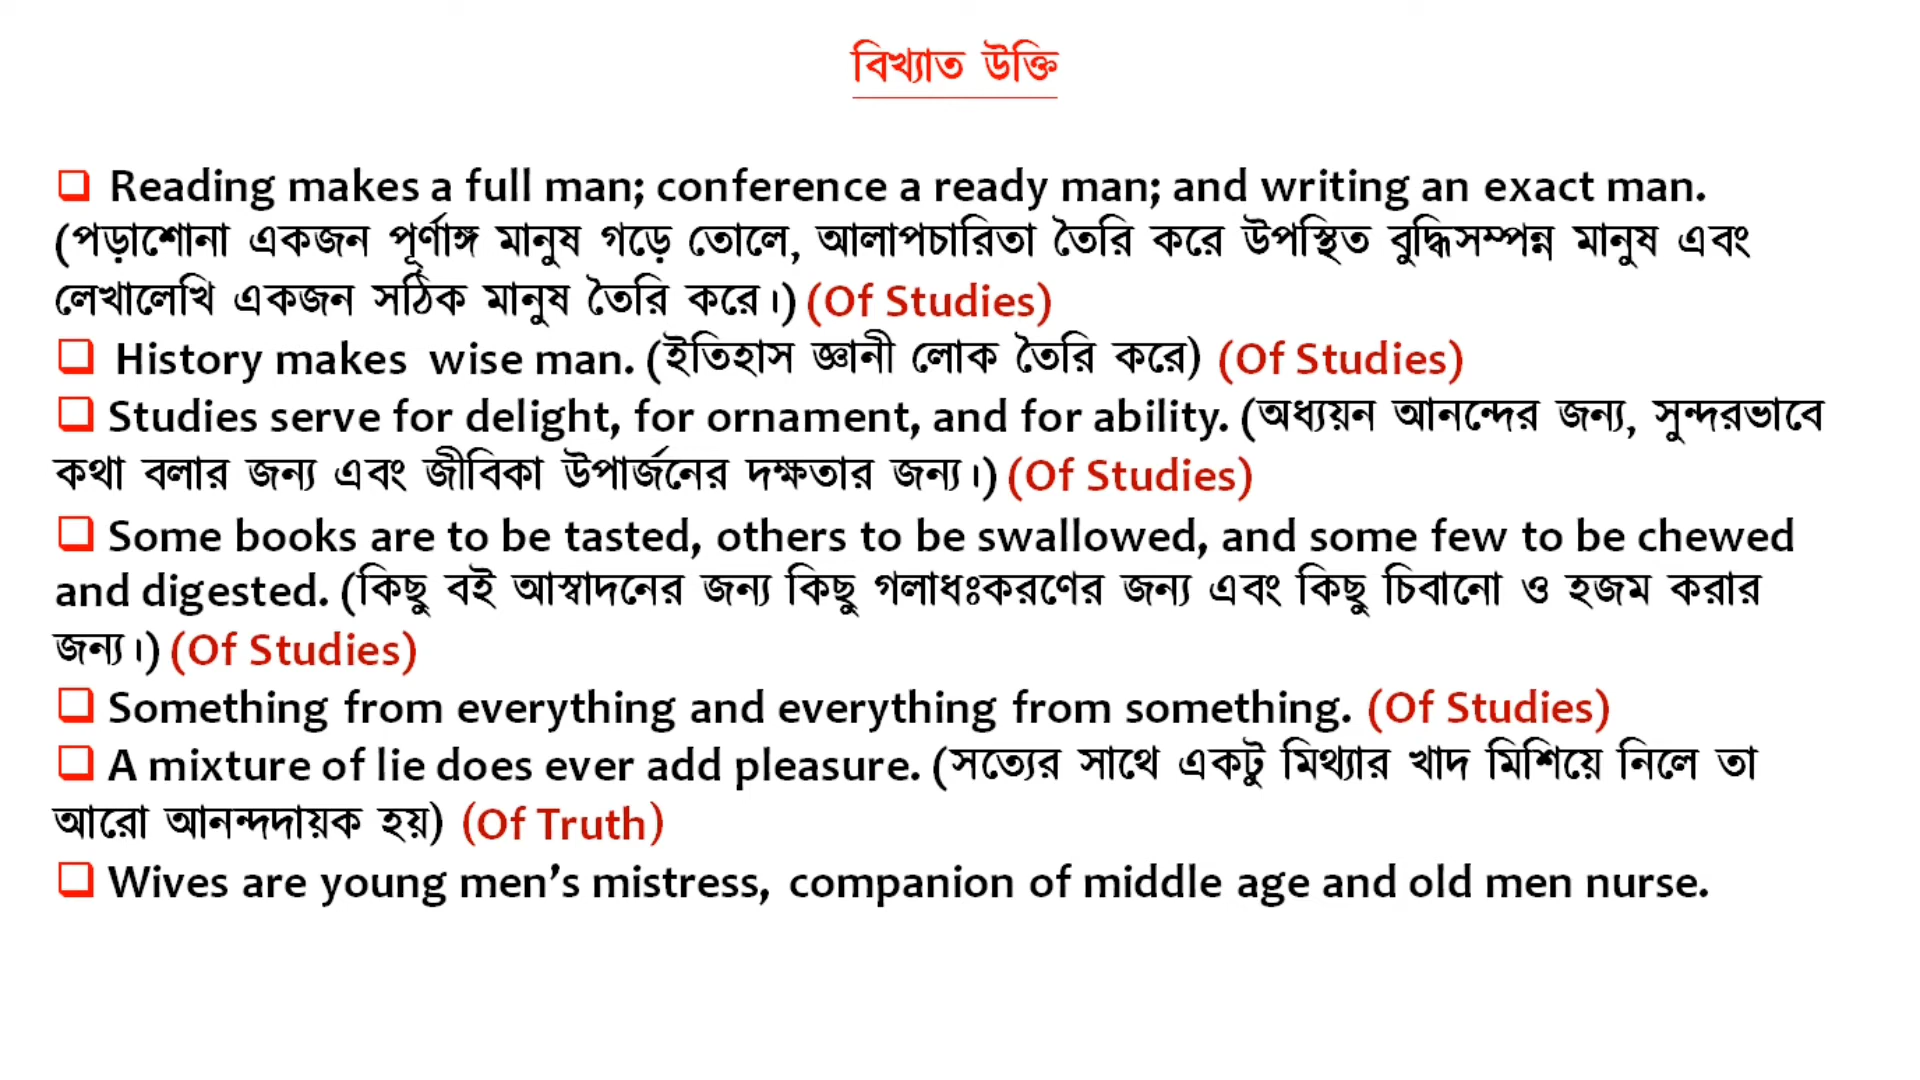 বিখ্যাত উক্তি
❑ Reading makes a full man; conference a ready man; and writing an exact man.
(পড়াশোনা একজন পূর্ণাঙ্গ মানুষ গড়ে তোলে, আলাপচারিতা তৈরি করে উপস্থিত বুদ্ধিসম্পন্ন মানুষ এবং
লেখালেখি একজন সঠিক মানুষ তৈরি করে।) (Of Studies)
❑ History makes wise man. (ইতিহাস জ্ঞানী লোক তৈরি করে) (Of Studies)
❑ Studies serve for delight, for ornament, and for ability. (অধ্যয়ন আনন্দের জন্য, সুন্দরভাবে
কথা বলার জন্য এবং জীবিকা উপার্জনের দক্ষতার জন্য।) (Of Studies)
❑ Some books are to be tasted, others to be swallowed, and some few to be chewed
and digested. (কিছু বই আস্বাদনের জন্য কিছু গলাধঃকরণের জন্য এবং কিছু চিবানো ও হজম করার
জন্য।) (Of Studies)
❑ Something from everything and everything from something. (Of Studies)
❑ A mixture of lie does ever add pleasure. (সত্যের সাথে একটু মিথ্যার খাদ মিশিয়ে নিলে তা
আরো আনন্দদায়ক হয়) (Of Truth)
❑ Wives are young men’s mistress, companion of middle age and old men nurse.